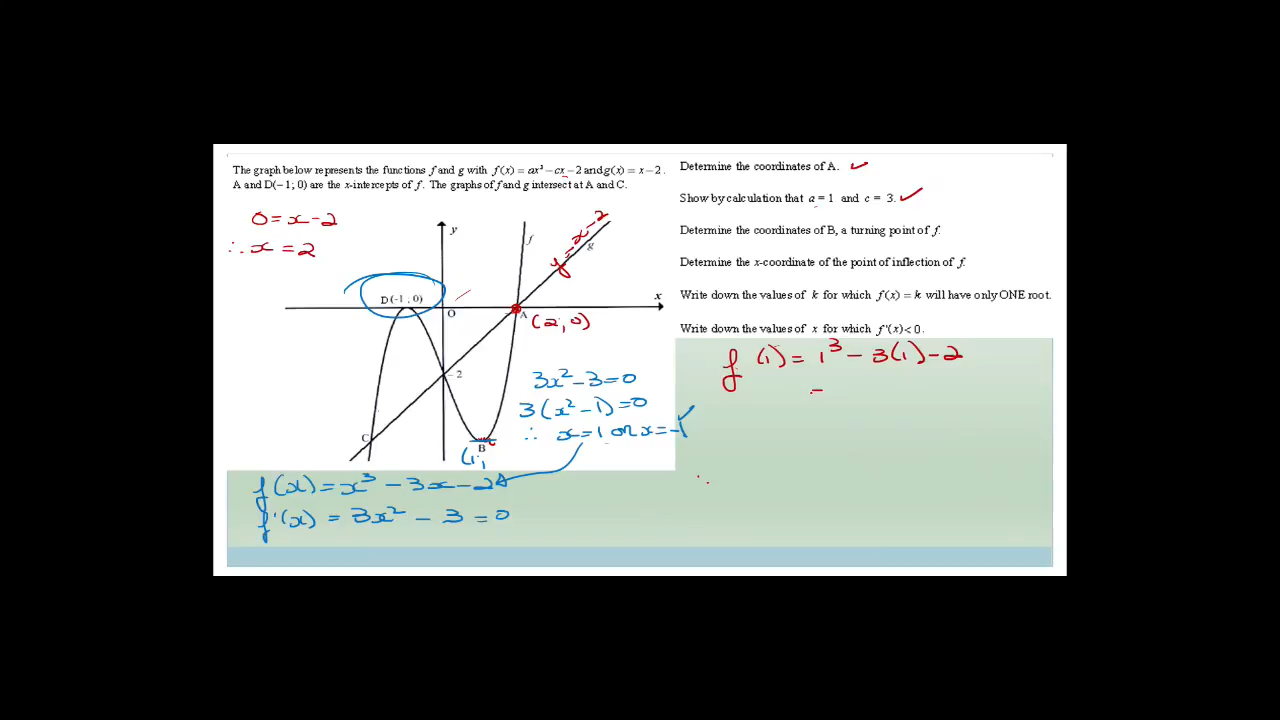 The graph below represents the functions f and g with f(x) = ax³ − cx − 2 and g(x) = x − 2.
A and D(−1; 0) are the x-intercepts of f. The graphs of f and g intersect at A and C.
0 = x − 2
∴ x = 2
y
f
g
y = x − 2
D(−1 ; 0)
O
x
A
(2; 0)
−2
C
B
(1;
3x² − 3 = 0
3(x² − 1) = 0
∴ x = 1 or x = −1
f(x) = x³ − 3x − 2
f'(x) = 3x² − 3 = 0
Determine the coordinates of A.
Show by calculation that a = 1 and c = 3.
Determine the coordinates of B, a turning point of f.
Determine the x-coordinate of the point of inflection of f.
Write down the values of k for which f(x) = k will have only ONE root.
Write down the values of x for which f'(x) < 0.
f(1) = 1³ − 3(1) − 2
=